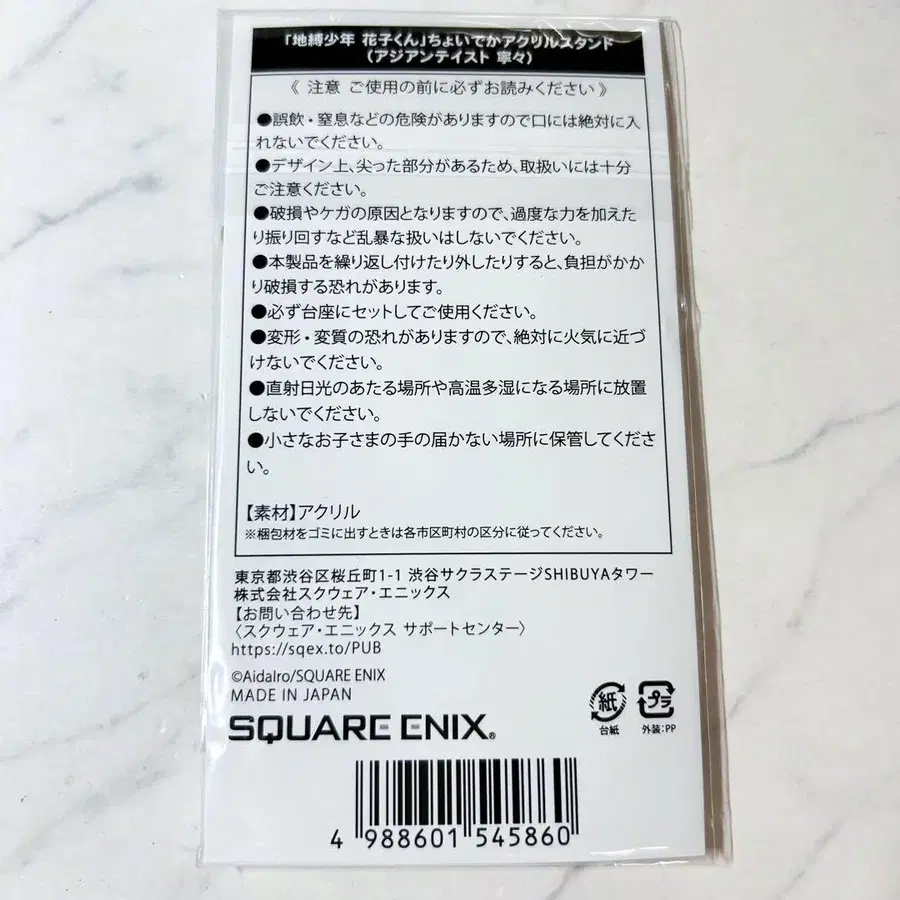 「地縛少年 花子くん」ちょいでかアクリルスタンド
(アジアンテイスト 寧々)
《 注意 ご使用の前に必ずお読みください 》
●誤飲・窒息などの危険がありますので口には絶対に入
れないでください。
●デザイン上、尖った部分があるため、取扱いには十分
ご注意ください。
●破損やケガの原因となりますので、過度な力を加えた
り振り回すなど乱暴な扱いはしないでください。
●本製品を繰り返し付けたり外したりすると、負担がかか
り破損する恐れがあります。
●必ず台座にセットしてご使用ください。
●変形・変質の恐れがありますので、絶対に火気に近づ
けないでください。
●直射日光のあたる場所や高温多湿になる場所に放置
しないでください。
●小さなお子さまの手の届かない場所に保管してくださ
い。
【素材】アクリル
※梱包材をゴミに出すときは各市区町村の区分に従ってください。
東京都渋谷区桜丘町1-1 渋谷サクラステージSHIBUYAタワー
株式会社スクウェア・エニックス
【お問い合わせ先】
〈スクウェア・エニックス サポートセンター〉
https://sqex.to/PUB
©AidaIro/SQUARE ENIX
MADE IN JAPAN
SQUARE ENIX®
紙
台紙
プラ
外装:PP
4 988601 545860